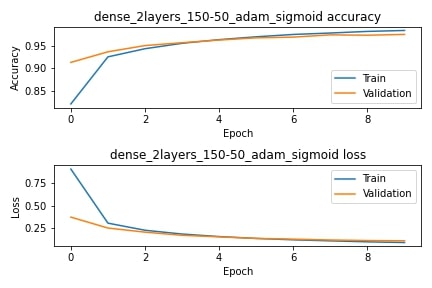 dense_2layers_150-50_adam_sigmoid accuracy
0.95
0.90
0.85
Accuracy
Train
Validation
0 2 4 6 8
Epoch
dense_2layers_150-50_adam_sigmoid loss
0.75
0.50
0.25
Loss
Train
Validation
0 2 4 6 8
Epoch